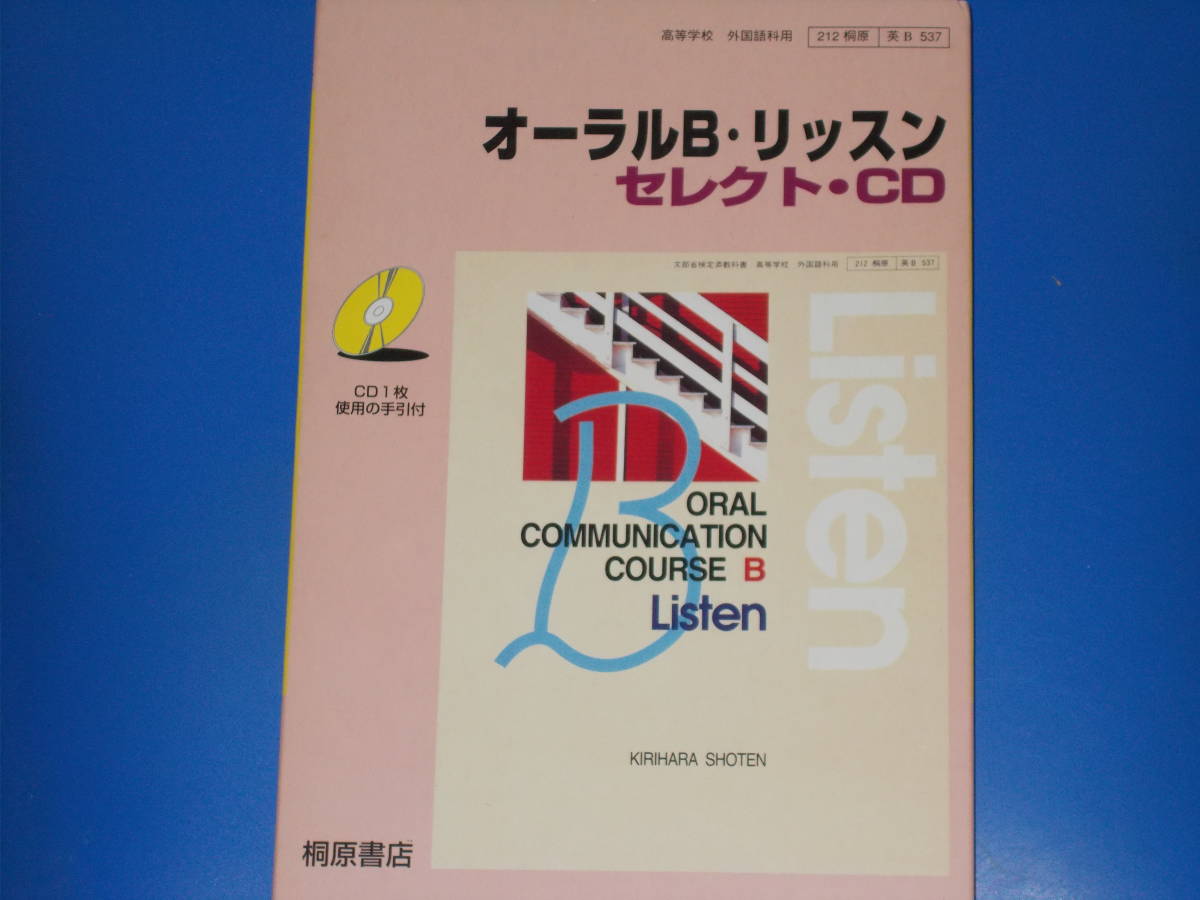 高等学校 外国語科用 212 桐原 英B 537
オーラルB・リッスン
セレクト・CD
文部省検定済教科書 高等学校 外国語科用 212 桐原 英B 537
Listen
CD1枚
使用の手引付
B
ORAL
COMMUNICATION
COURSE B
Listen
KIRIHARA SHOTEN
桐原書店